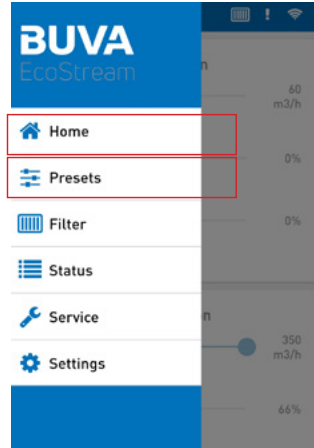 BUVA
EcoStream
!
n
60
m3/h
Home
0%
Presets
Filter
0%
Status
Service
n
350
m3/h
Settings
66%